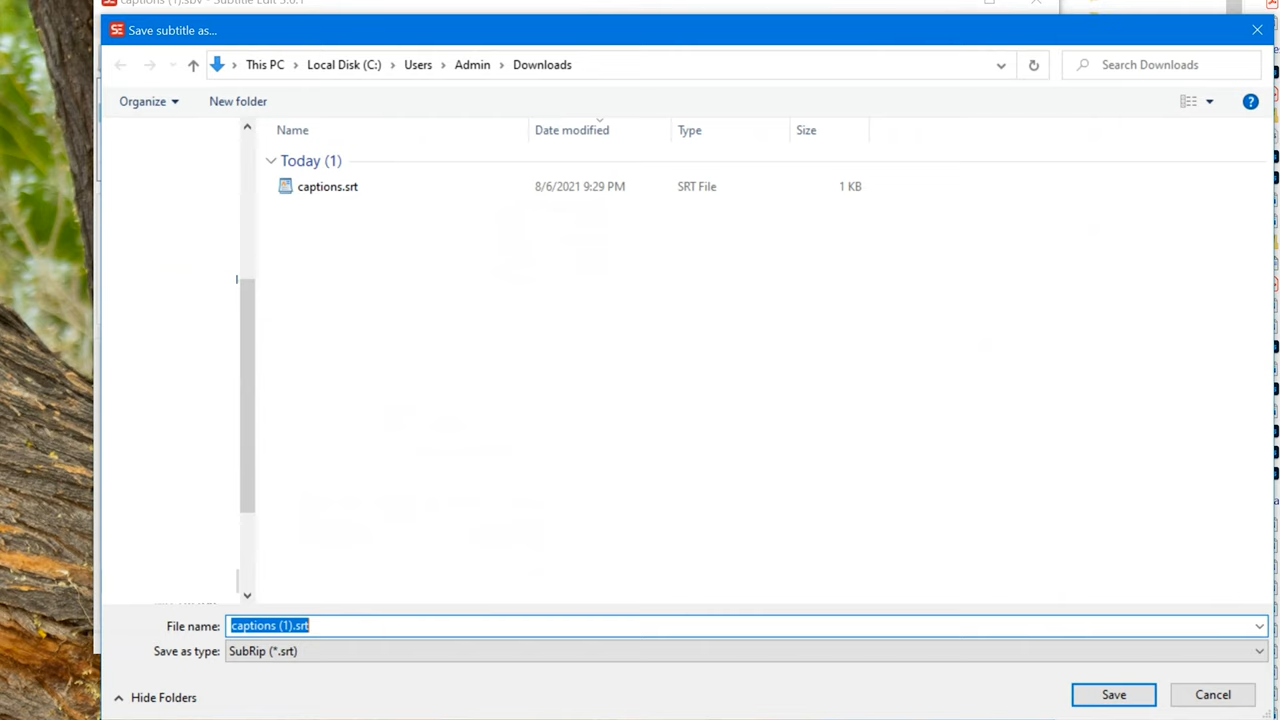 captions (1).sbv - Subtitle Edit 3.6.1
SE Save subtitle as...
This PC > Local Disk (C:) > Users > Admin > Downloads
Search Downloads
Organize
New folder
?
Name Date modified Type Size
Today (1)
captions.srt 8/6/2021 9:29 PM SRT File 1 KB
File name: captions (1).srt
Save as type: SubRip (*.srt)
Hide Folders
Save Cancel